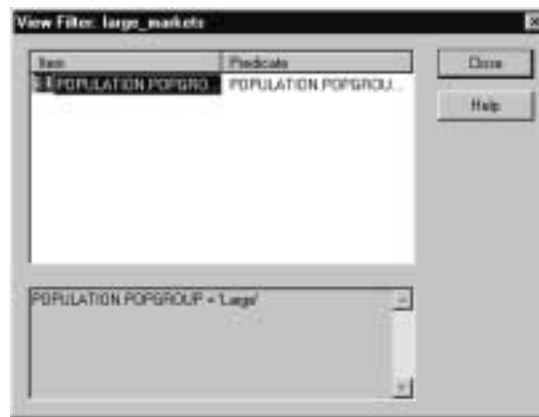 View Filter: large_markets
Item Predicate
POPULATION.POPGRO... POPULATION.POPGROU...
Close
Help
POPULATION.POPGROUP = 'Large'